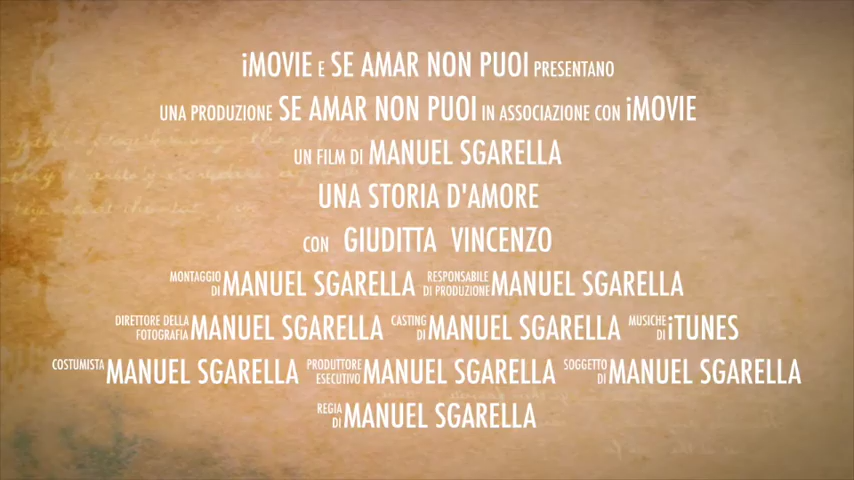 iMOVIE E SE AMAR NON PUOI PRESENTANO
UNA PRODUZIONE SE AMAR NON PUOI IN ASSOCIAZIONE CON iMOVIE
UN FILM DI MANUEL SGARELLA
UNA STORIA D'AMORE
CON GIUDITTA VINCENZO
MONTAGGIO DI MANUEL SGARELLA RESPONSABILE DI PRODUZIONE MANUEL SGARELLA
DIRETTORE DELLA FOTOGRAFIA MANUEL SGARELLA CASTING DI MANUEL SGARELLA MUSICHE DI iTUNES
COSTUMISTA MANUEL SGARELLA PRODUTTORE ESECUTIVO MANUEL SGARELLA SOGGETTO DI MANUEL SGARELLA
REGIA DI MANUEL SGARELLA